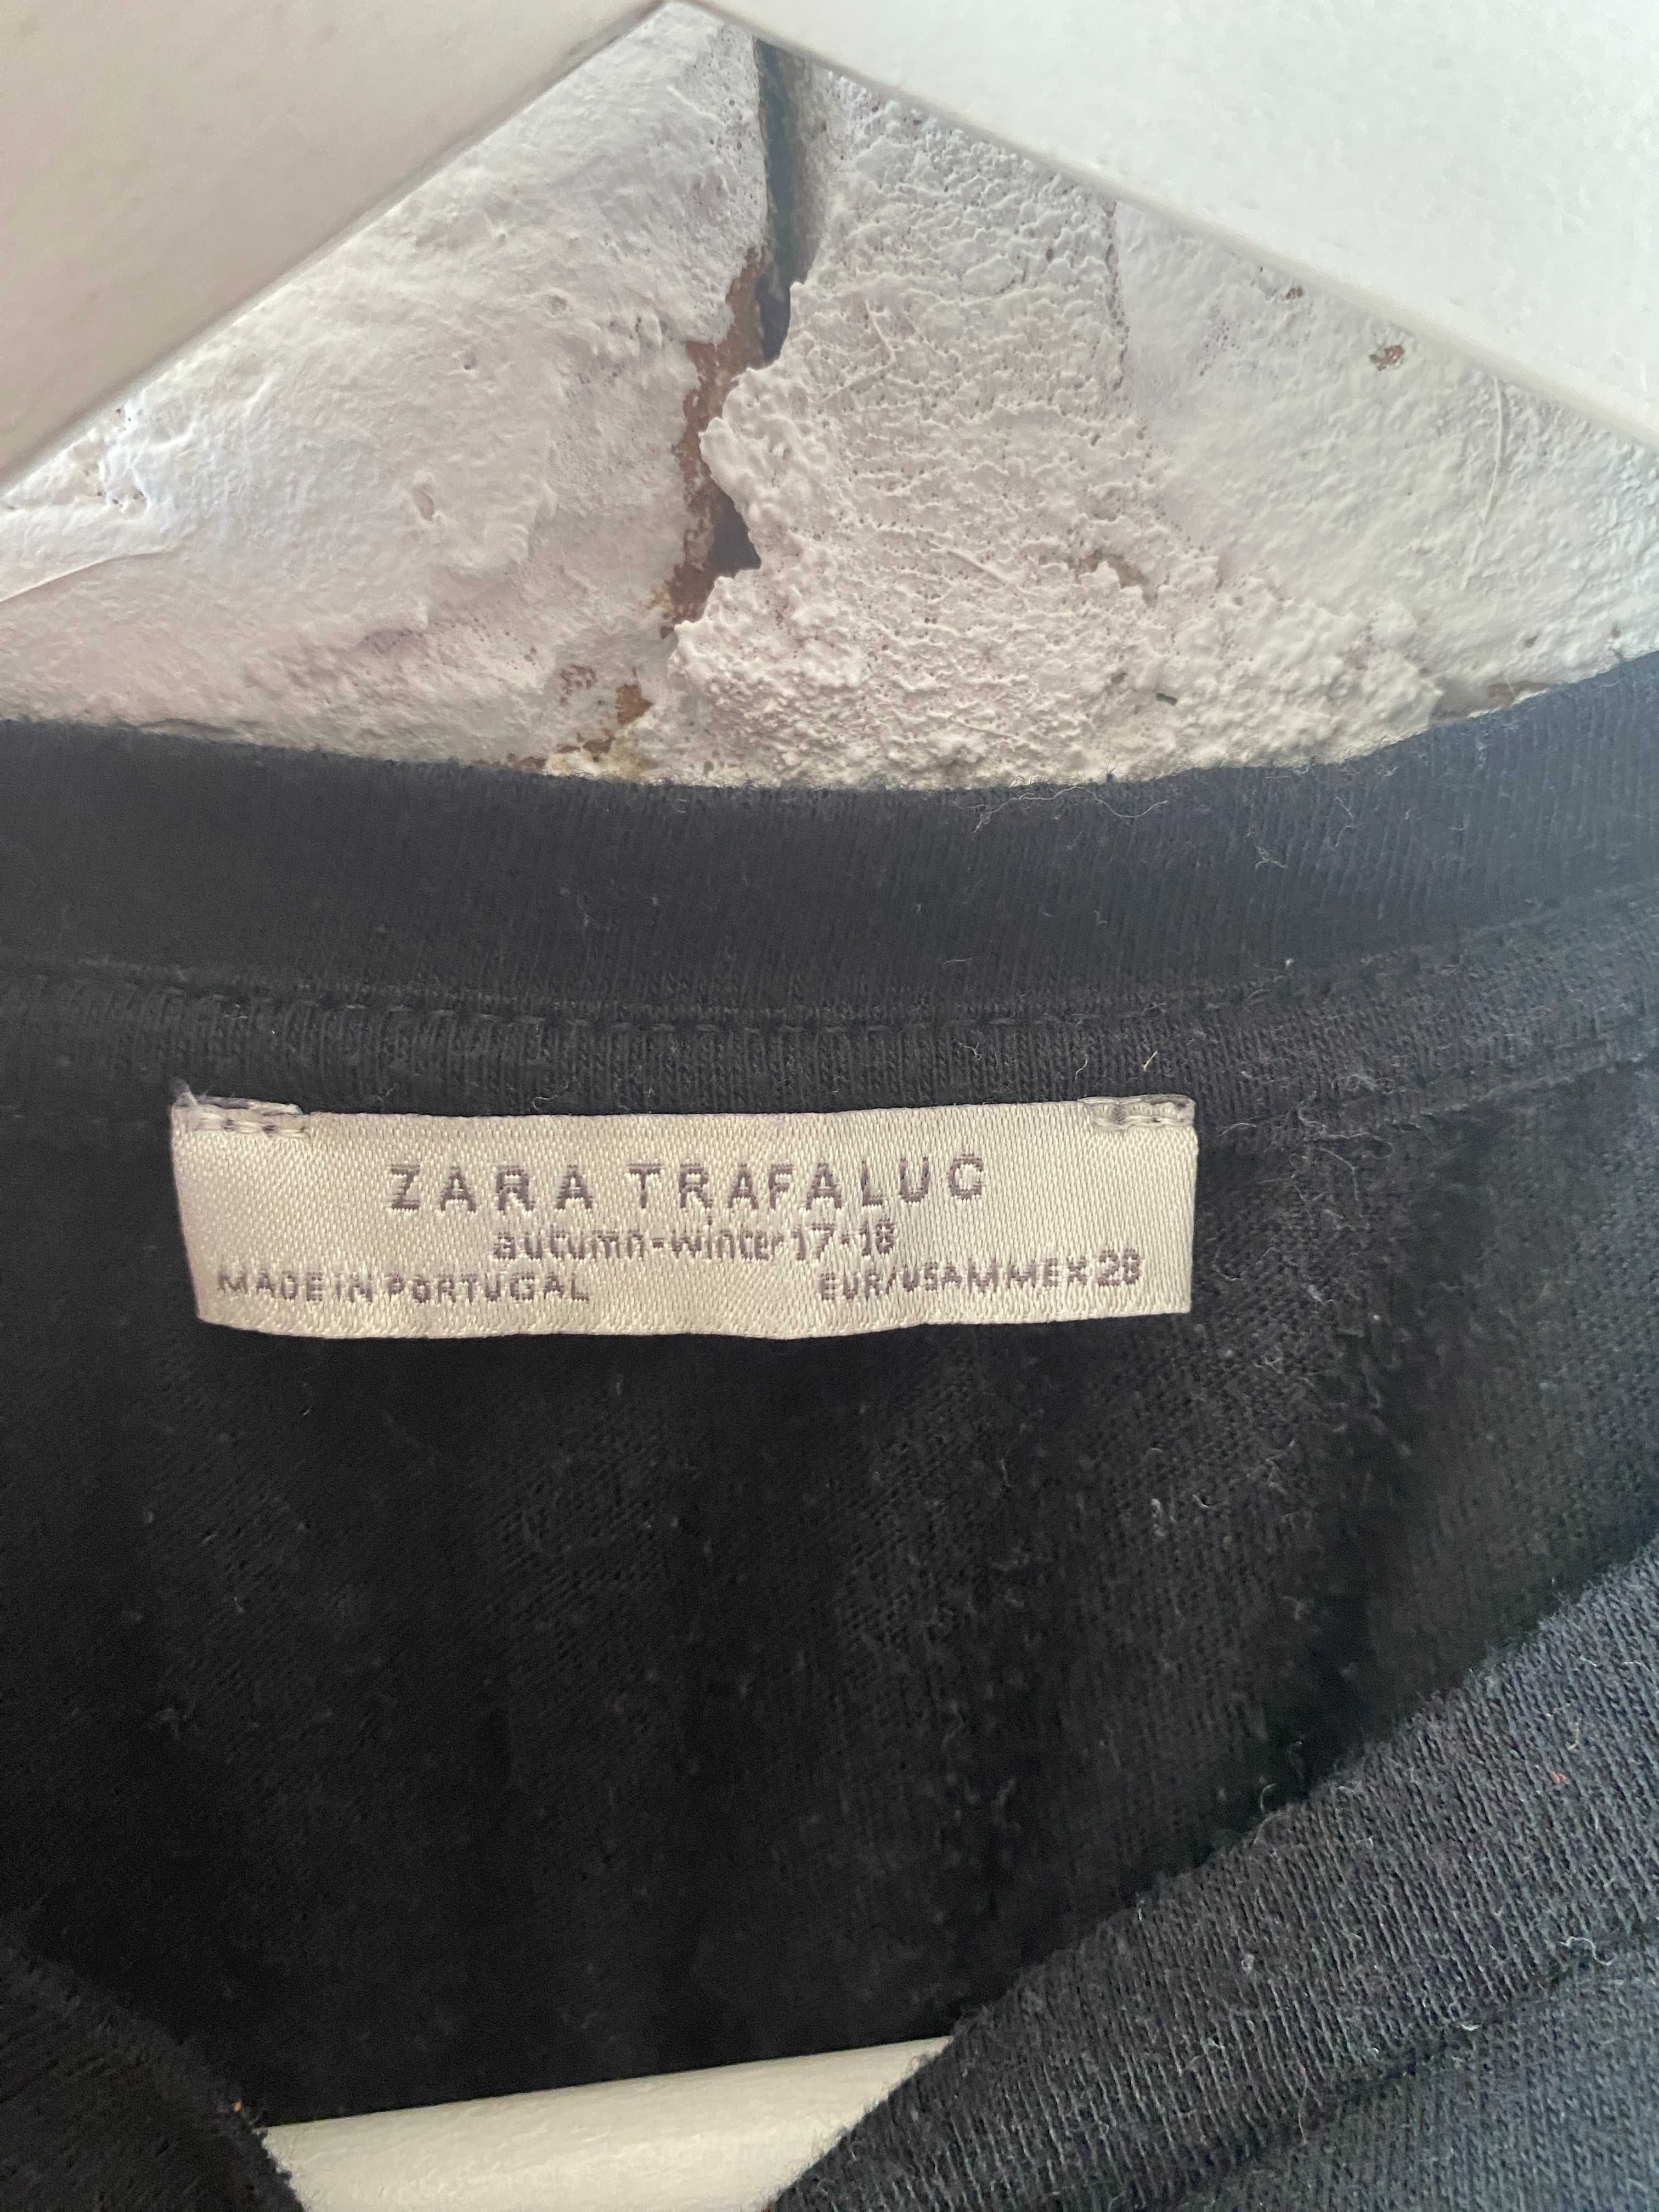 ZARA TRAFALUC
autumn-winter 17-18
MADE IN PORTUGAL EUR/USA M MEX 28